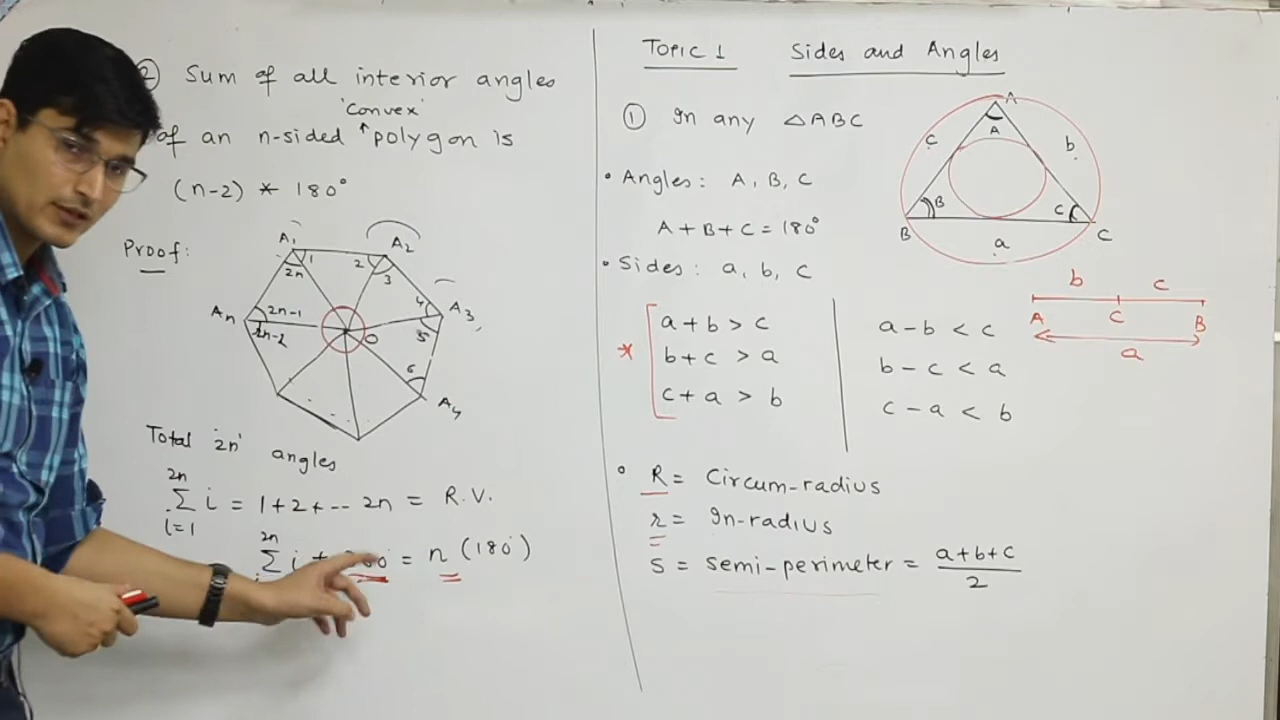 ② Sum of all interior angles
'Convex'
of an n-sided ↑polygon is
(n-2) * 180°
Proof:
A₁ A₂
1 2
2n 3
4 A₃,
An 2n-1
2n-2 O 5
6
A₄
Total '2n' angles
2n
Σ i = 1+2+-- 2n = R.V.
i=1
2n
Σ i + = n (180°)
TOPIC 1 Sides and Angles
① In any △ABC
• Angles: A, B, C
A+B+C = 180°
• Sides: a, b, c
* a+b > c
b+c > a
c+a > b
a-b < c
b-c < a
c-a < b
° R = Circum-radius
r = In-radius
S = semi-perimeter = a+b+c
2
A
A
c b
B C
B C
a
b c
A C B
a